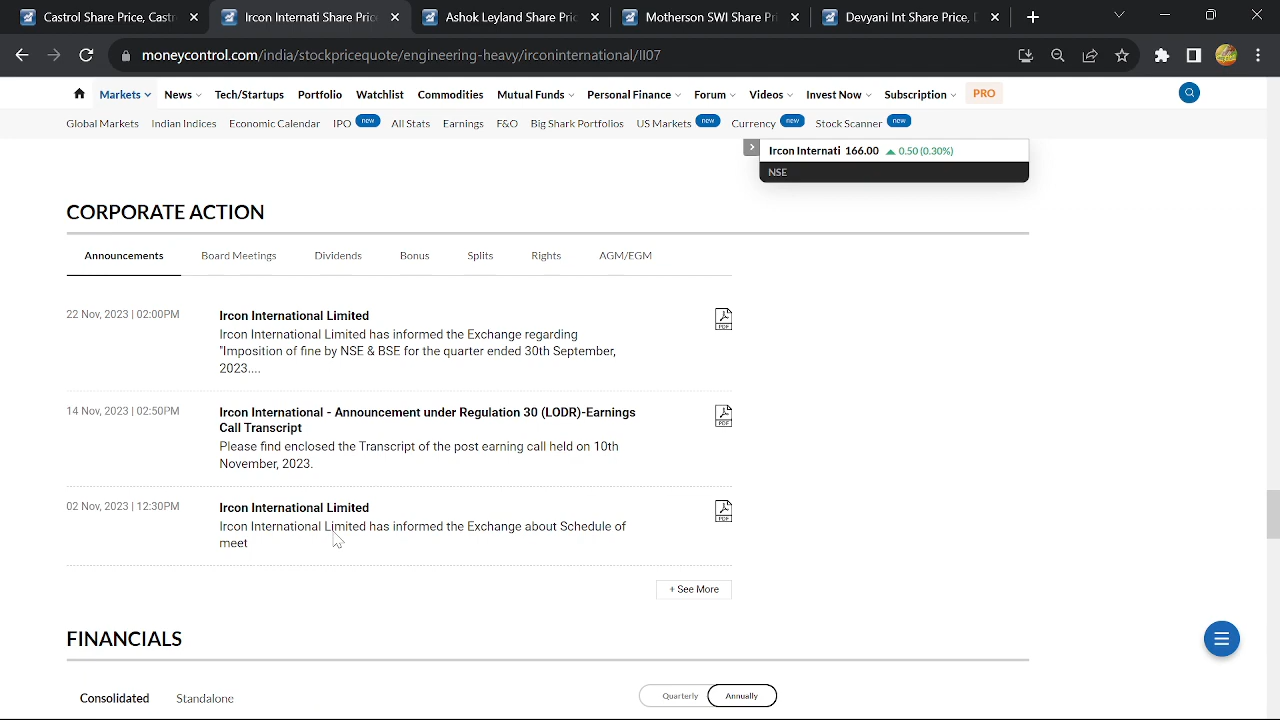 Castrol Share Price, Castr
Ircon Internati Share Pric
Ashok Leyland Share Pric
Motherson SWI Share Pri
Devyani Int Share Price, D
moneycontrol.com/india/stockpricequote/engineering-heavy/irconinternational/II07
Markets News Tech/Startups Portfolio Watchlist Commodities Mutual Funds Personal Finance Forum Videos Invest Now Subscription PRO
Global Markets Indian Indices Economic Calendar IPO new All Stats Earnings F&O Big Shark Portfolios US Markets new Currency new Stock Scanner new
Ircon Internati 166.00 0.50 (0.30%)
NSE
CORPORATE ACTION
Announcements Board Meetings Dividends Bonus Splits Rights AGM/EGM
22 Nov, 2023 | 02:00PM
Ircon International Limited
Ircon International Limited has informed the Exchange regarding
"Imposition of fine by NSE & BSE for the quarter ended 30th September,
2023....
PDF
14 Nov, 2023 | 02:50PM
Ircon International - Announcement under Regulation 30 (LODR)-Earnings
Call Transcript
Please find enclosed the Transcript of the post earning call held on 10th
November, 2023.
PDF
02 Nov, 2023 | 12:30PM
Ircon International Limited
Ircon International Limited has informed the Exchange about Schedule of
meet
PDF
+ See More
FINANCIALS
Consolidated Standalone Quarterly Annually